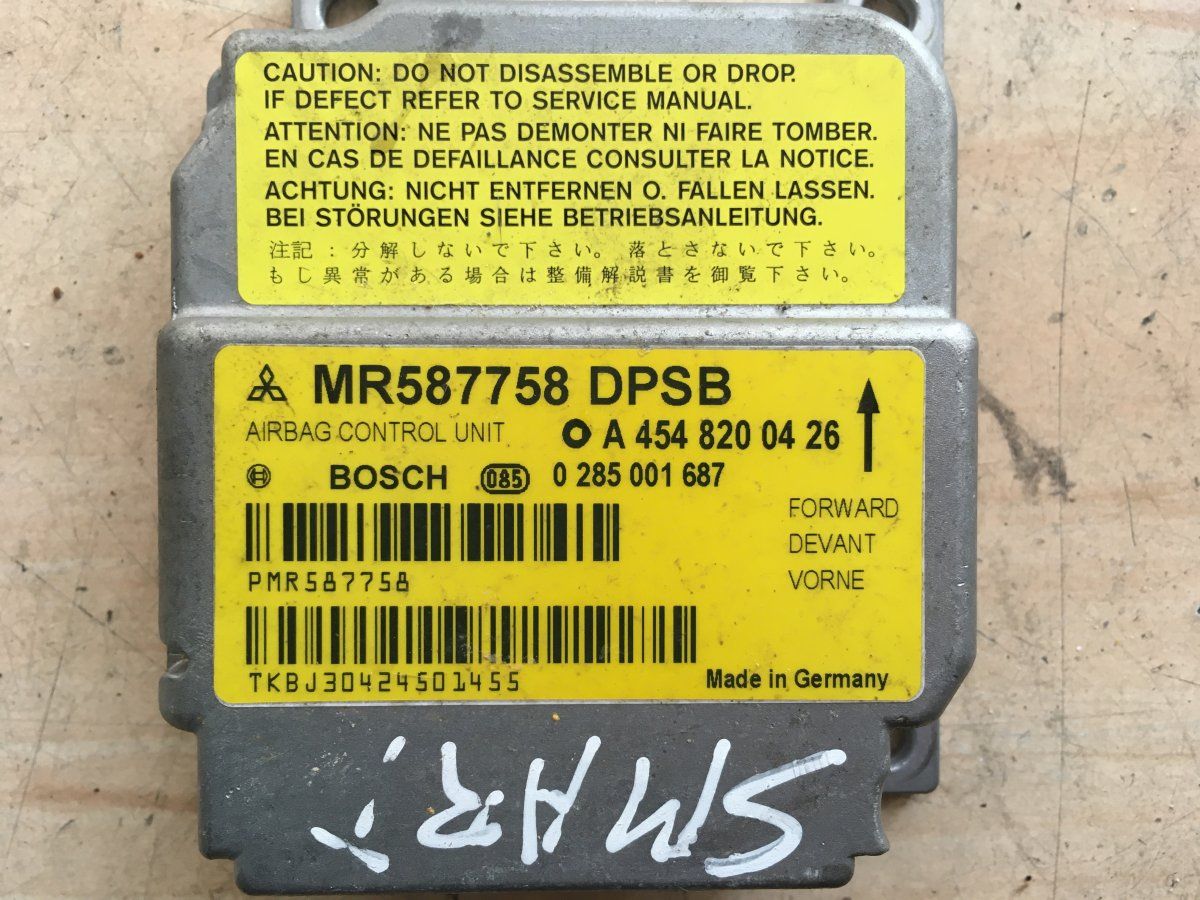 CAUTION: DO NOT DISASSEMBLE OR DROP.
IF DEFECT REFER TO SERVICE MANUAL.
ATTENTION: NE PAS DEMONTER NI FAIRE TOMBER.
EN CAS DE DEFAILLANCE CONSULTER LA NOTICE.
ACHTUNG: NICHT ENTFERNEN O. FALLEN LASSEN.
BEI STÖRUNGEN SIEHE BETRIEBSANLEITUNG.
注記：分解しないで下さい。落とさないで下さい。
もし異常がある場合は整備解説書を御覧下さい。
MR587758 DPSB
AIRBAG CONTROL UNIT A 454 820 04 26
BOSCH 085 0 285 001 687
FORWARD
DEVANT
VORNE
PMR587758
TKBJ30424501455
Made in Germany
SMART